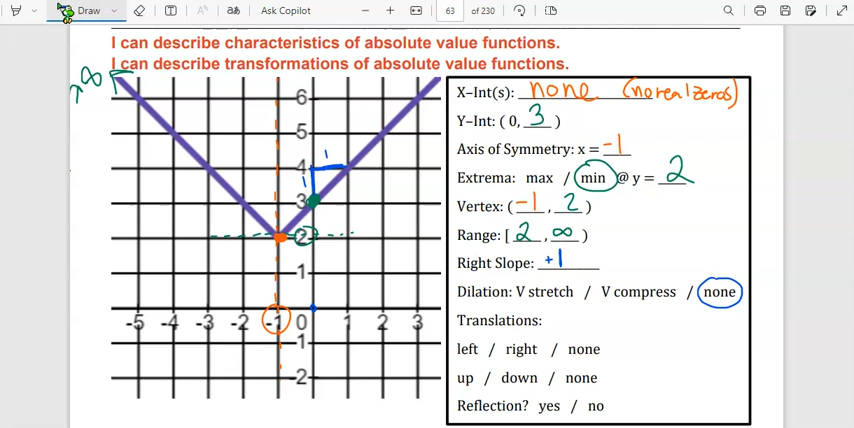 Draw
Ask Copilot
63 of 230
I can describe characteristics of absolute value functions.
I can describe transformations of absolute value functions.
∞
6
5
4
3
2
1
-5 -4 -3 -2 -1 0 1 2 3
-1
-2
1
1
X-Int(s): none (no real zeros)
Y-Int: ( 0, 3 )
Axis of Symmetry: x = -1
Extrema: max / min @ y = 2
Vertex: ( -1 , 2 )
Range: [ 2 , ∞ )
Right Slope: +1
Dilation: V stretch / V compress / none
Translations:
left / right / none
up / down / none
Reflection? yes / no